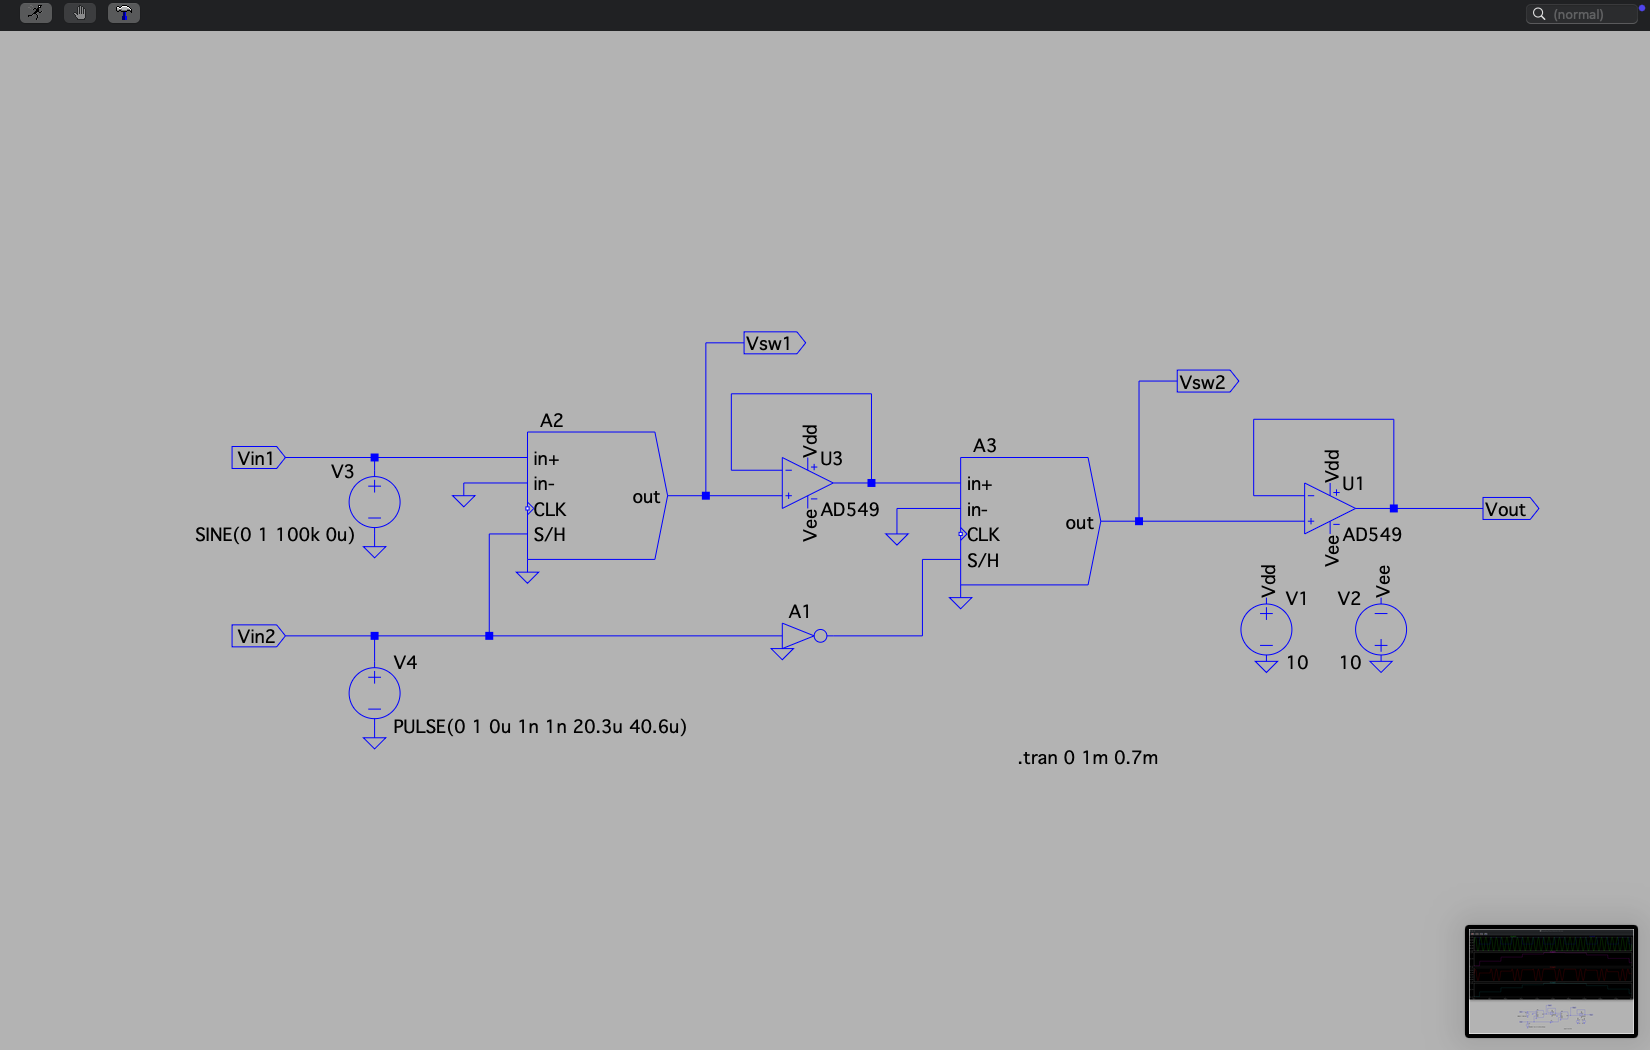 (normal)
Vsw1
Vsw2
A2
Vdd
U3
A3
Vin1
V3
in+
in-
out
CLK
S/H
Vee
AD549
in+
in-
out
CLK
S/H
Vdd
U1
Vout
Vee
AD549
SINE(0 1 100k 0u)
Vdd
V1
V2
Vee
A1
Vin2
V4
10
10
PULSE(0 1 0u 1n 1n 20.3u 40.6u)
.tran 0 1m 0.7m